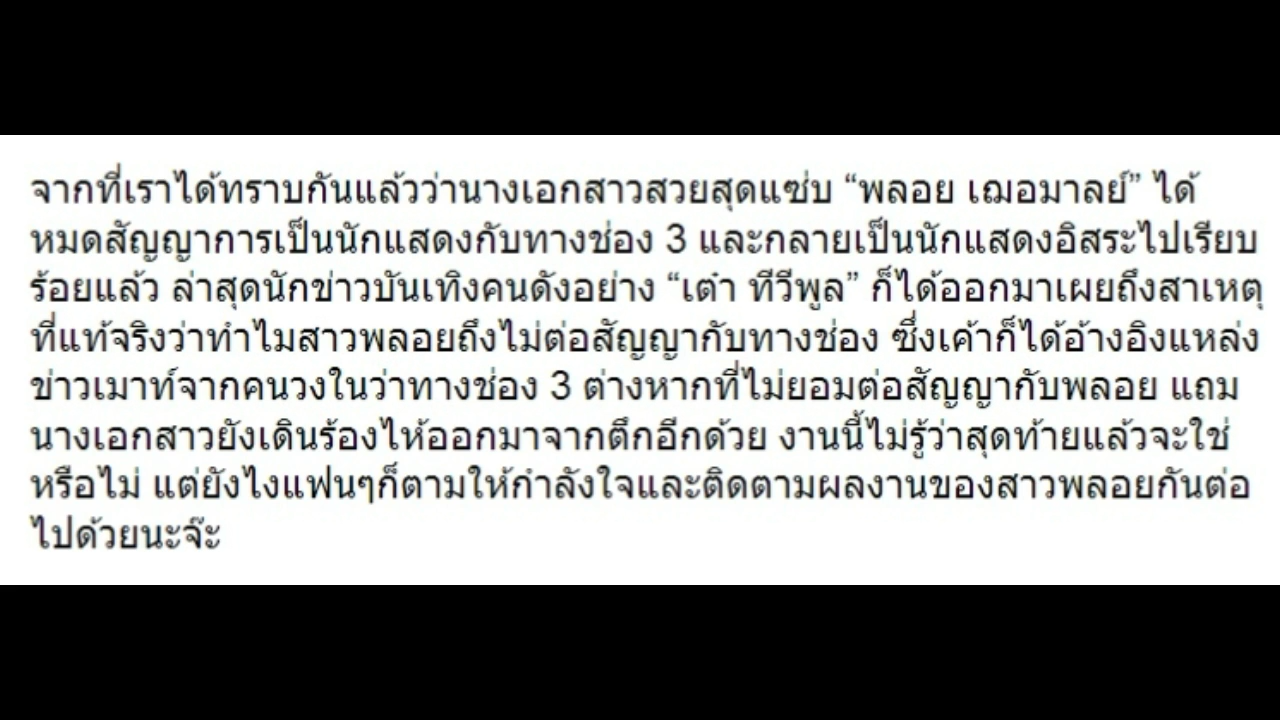 จากที่เราได้ทราบกันแล้วว่านางเอกสาวสวยสุดแซ่บ “พลอย เฌอมาลย์” ได้
หมดสัญญาการเป็นนักแสดงกับทางช่อง 3 และกลายเป็นนักแสดงอิสระไปเรียบ
ร้อยแล้ว ล่าสุดนักข่าวบันเทิงคนดังอย่าง “เต๋า ทีวีพูล” ก็ได้ออกมาเผยถึงสาเหตุ
ที่แท้จริงว่าทำไมสาวพลอยถึงไม่ต่อสัญญากับทางช่อง ซึ่งเค้าก็ได้อ้างอิงแหล่ง
ข่าวเมาท์จากคนวงในว่าทางช่อง 3 ต่างหากที่ไม่ยอมต่อสัญญากับพลอย แถม
นางเอกสาวยังเดินร้องไห้ออกมาจากตึกอีกด้วย งานนี้ไม่รู้ว่าสุดท้ายแล้วจะใช่
หรือไม่ แต่ยังไงแฟนๆก็ตามให้กำลังใจและติดตามผลงานของสาวพลอยกันต่อ
ไปด้วยนะจ๊ะ